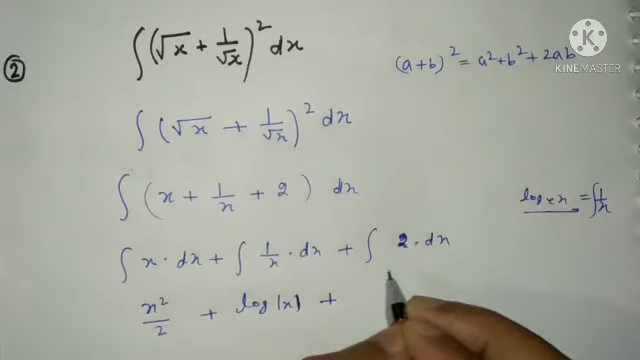 ② ∫(√x + 1/√x)² dx
(a+b)² = a²+b²+2ab
KINEMASTER
∫(√x + 1/√x)² dx
∫(x + 1/x + 2) dx
logₑx = ∫1/x
∫x·dx + ∫1/x·dx + ∫2·dx
x²/2 + log|x| +